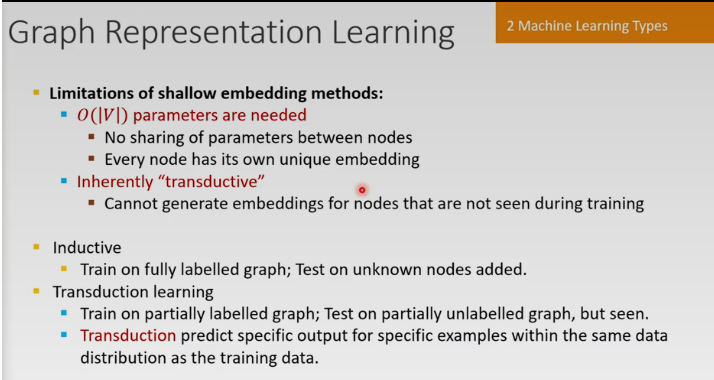 Graph Representation Learning
2 Machine Learning Types
Limitations of shallow embedding methods:
O(|V|) parameters are needed
No sharing of parameters between nodes
Every node has its own unique embedding
Inherently “transductive”
Cannot generate embeddings for nodes that are not seen during training
Inductive
Train on fully labelled graph; Test on unknown nodes added.
Transduction learning
Train on partially labelled graph; Test on partially unlabelled graph, but seen.
Transduction predict specific output for specific examples within the same data
distribution as the training data.